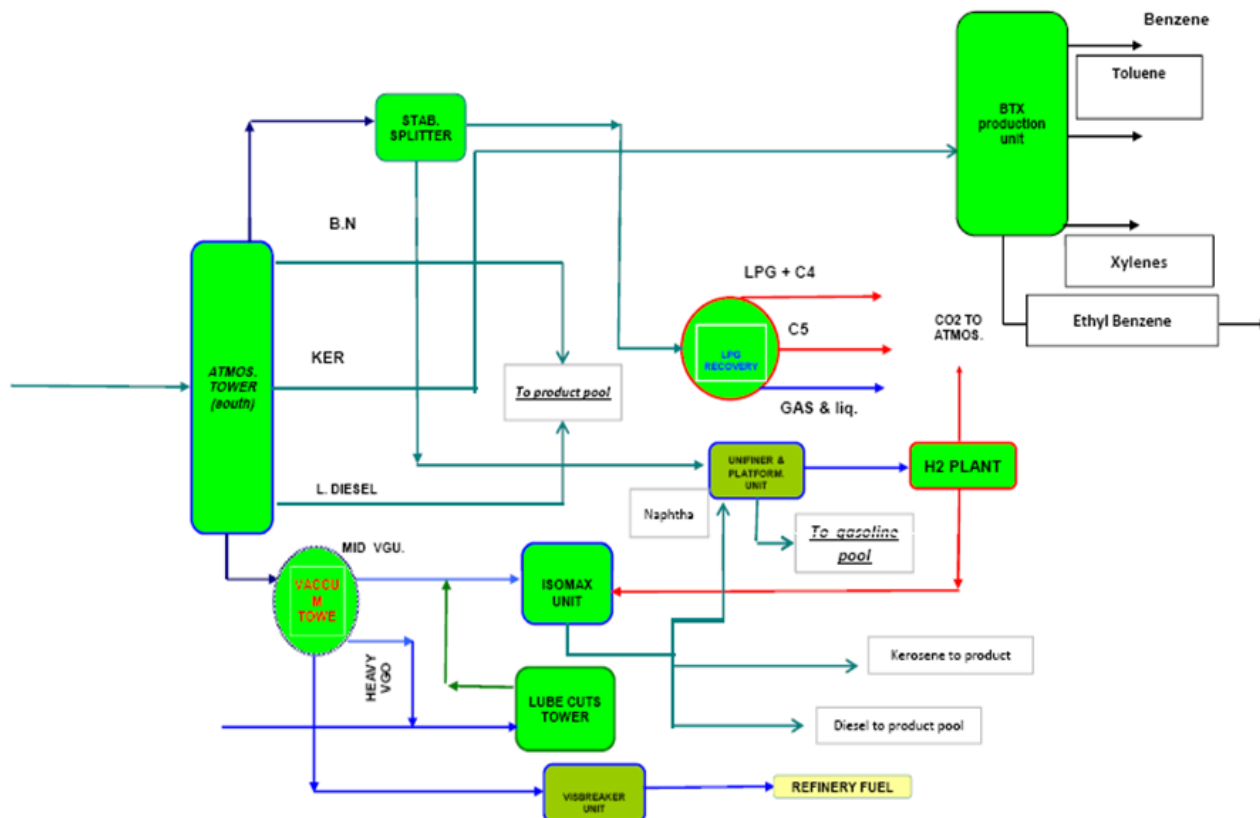 Benzene
Toluene
BTX
production
unit
STAB.
SPLITTER
B.N
Xylenes
LPG + C4
Ethyl Benzene
CO2 TO
ATMOS.
C5
KER
LPG
RECOVERY
ATMOS.
TOWER
(south)
To product pool
GAS & liq.
UNIFINER &
PLATFORM.
UNIT
H2 PLANT
L. DIESEL
Naphtha
To gasoline
pool
MID VGU.
ISOMAX
UNIT
VACCU
M
TOWE
Kerosene to product
HEAVY
VGO
LUBE CUTS
TOWER
Diesel to product pool
VISBREAKER
UNIT
REFINERY FUEL